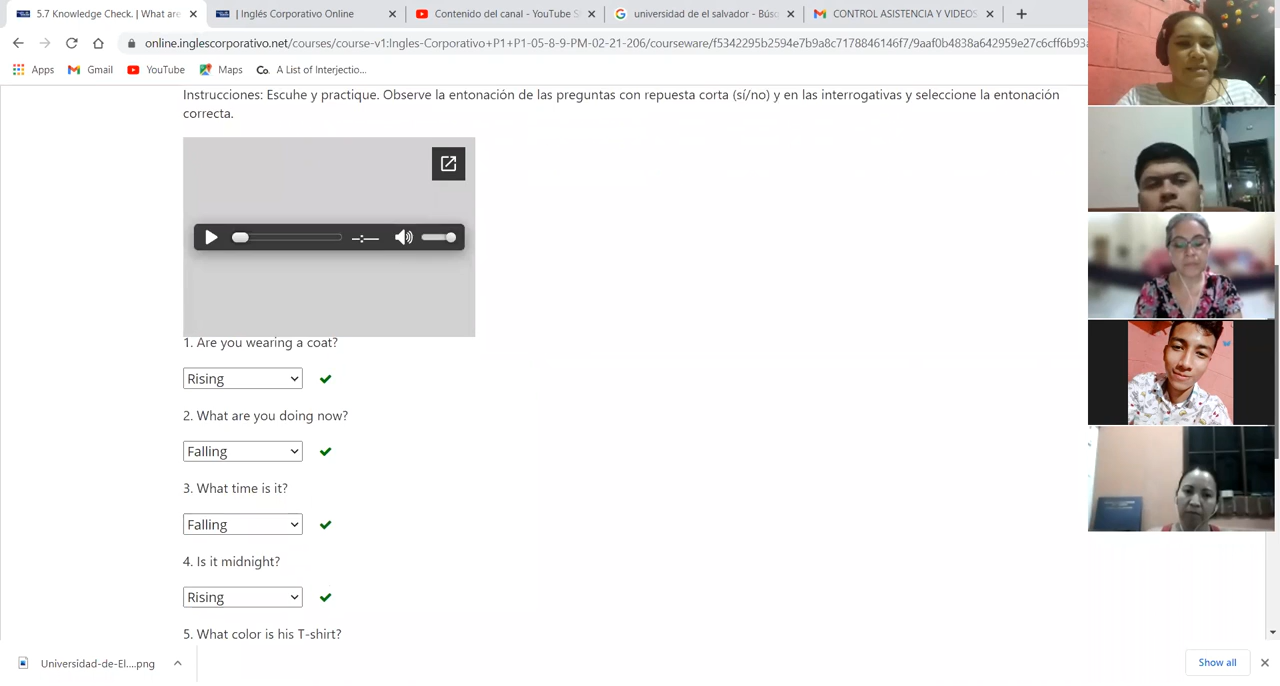 5.7 Knowledge Check. | What are
| Inglés Corporativo Online
Contenido del canal - YouTube S
universidad de el salvador - Búsq
CONTROL ASISTENCIA Y VIDEOS
online.inglescorporativo.net/courses/course-v1:Ingles-Corporativo+P1+P1-05-8-9-PM-02-21-206/courseware/f5342295b2594e7b9a8c7178846146f7/9aaf0b4838a642959e27c6cff6b93a
Apps
Gmail
YouTube
Maps
Co. A List of Interjectio...
Instrucciones: Escuhe y practique. Observe la entonación de las preguntas con repuesta corta (sí/no) y en las interrogativas y seleccione la entonación
correcta.
--:--
1. Are you wearing a coat?
Rising
2. What are you doing now?
Falling
3. What time is it?
Falling
4. Is it midnight?
Rising
5. What color is his T-shirt?
Universidad-de-El....png
Show all